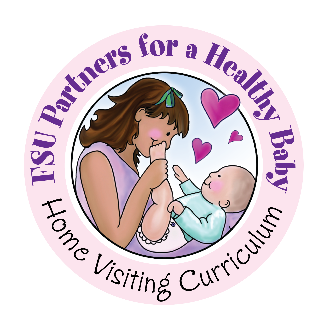 FSU Partners for a Healthy Baby
Home Visiting Curriculum